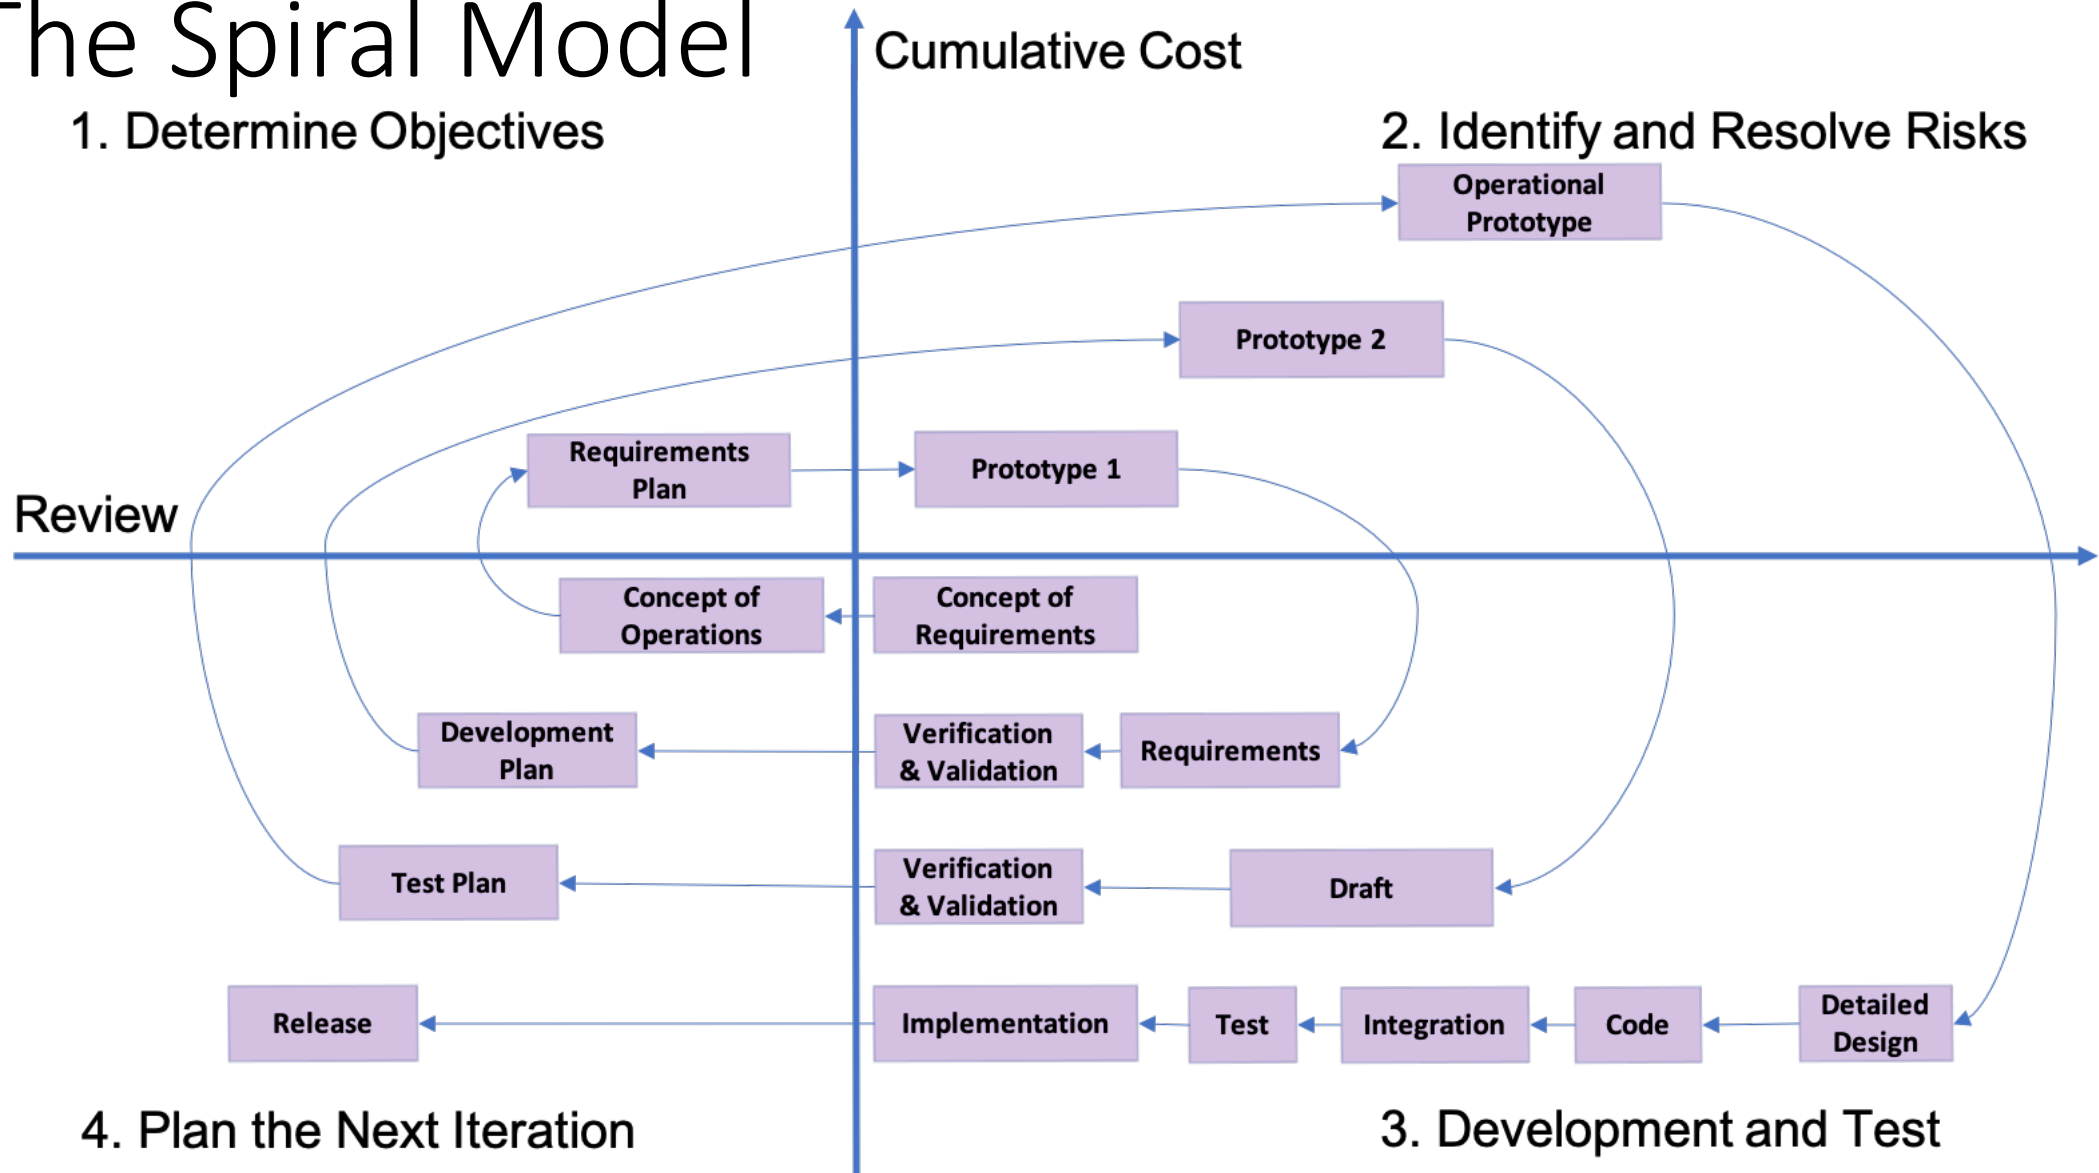 The Spiral Model
Cumulative Cost
1. Determine Objectives
2. Identify and Resolve Risks
Operational
Prototype
Prototype 2
Requirements
Plan
Prototype 1
Review
Concept of
Operations
Concept of
Requirements
Development
Plan
Verification
& Validation
Requirements
Test Plan
Verification
& Validation
Draft
Release
Implementation
Test
Integration
Code
Detailed
Design
4. Plan the Next Iteration
3. Development and Test